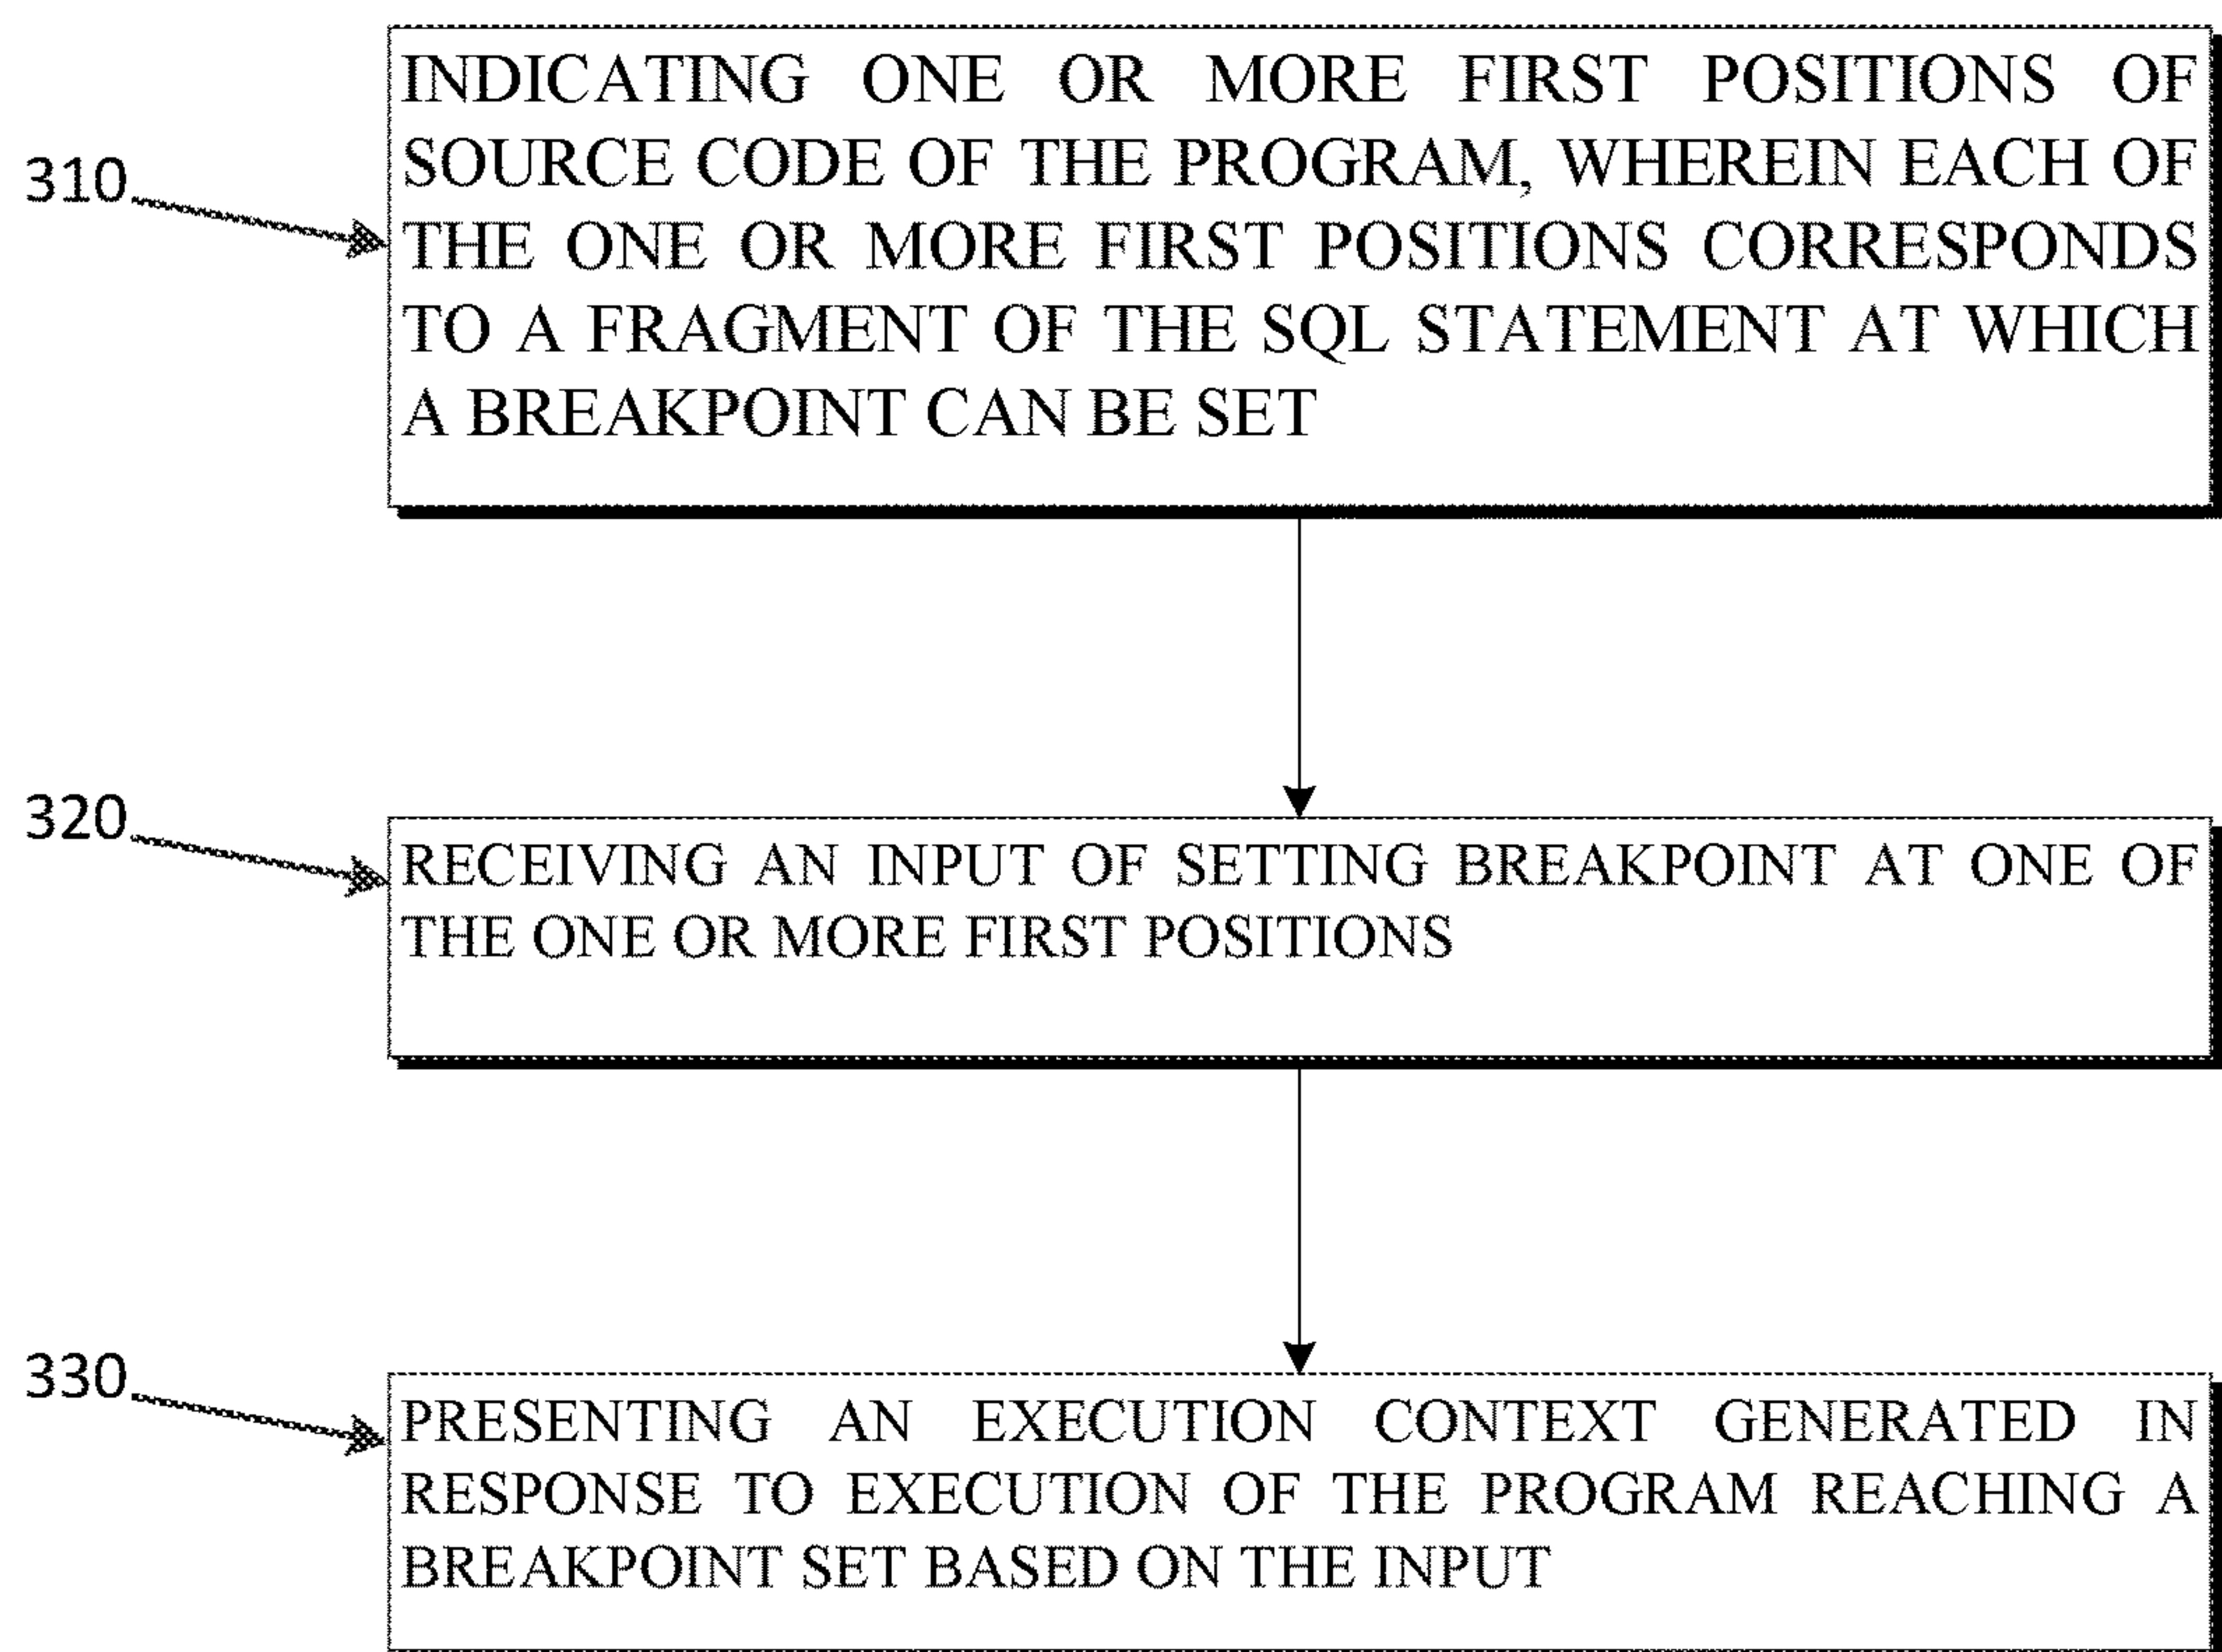 310
INDICATING ONE OR MORE FIRST POSITIONS OF
SOURCE CODE OF THE PROGRAM, WHEREIN EACH OF
THE ONE OR MORE FIRST POSITIONS CORRESPONDS
TO A FRAGMENT OF THE SQL STATEMENT AT WHICH
A BREAKPOINT CAN BE SET
320
RECEIVING AN INPUT OF SETTING BREAKPOINT AT ONE OF
THE ONE OR MORE FIRST POSITIONS
330
PRESENTING AN EXECUTION CONTEXT GENERATED IN
RESPONSE TO EXECUTION OF THE PROGRAM REACHING A
BREAKPOINT SET BASED ON THE INPUT